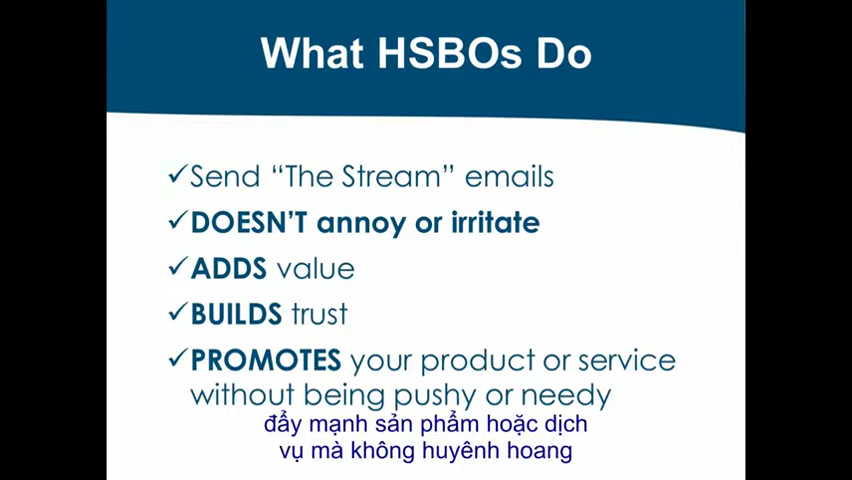 What HSBOs Do
✓Send “The Stream” emails
✓DOESN’T annoy or irritate
✓ADDS value
✓BUILDS trust
✓PROMOTES your product or service
without being pushy or needy
đẩy mạnh sản phẩm hoặc dịch
vụ mà không huyênh hoang